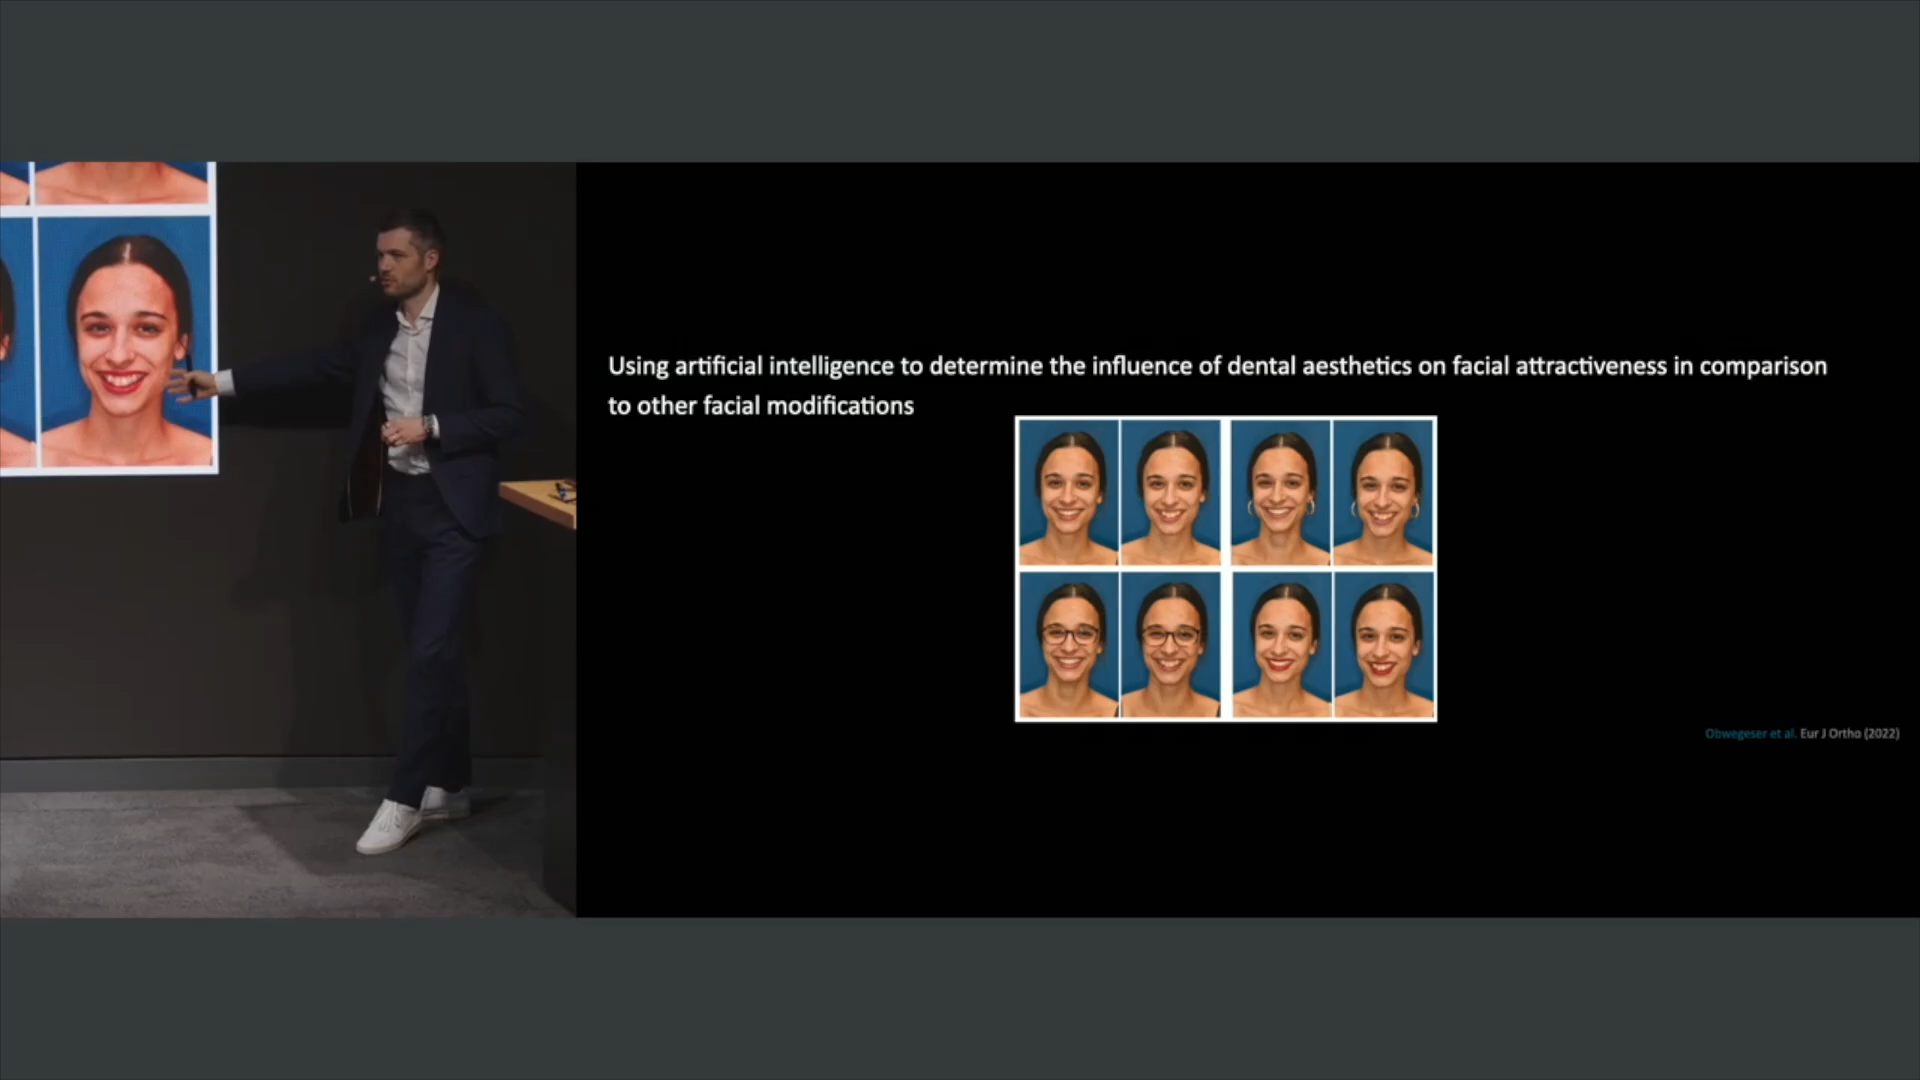 Using artificial intelligence to determine the influence of dental aesthetics on facial attractiveness in comparison
to other facial modifications
Obwegeser et al. Eur J Ortho (2022)